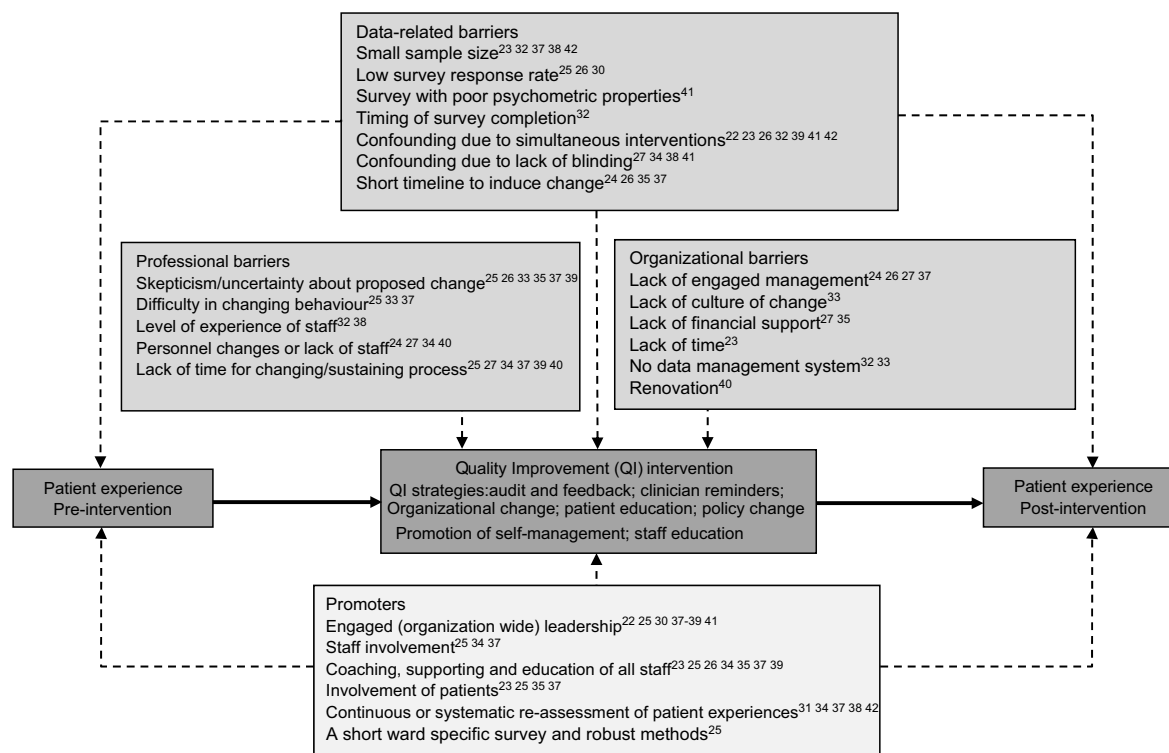 Data-related barriers
Small sample size23 32 37 38 42
Low survey response rate25 26 30
Survey with poor psychometric properties41
Timing of survey completion32
Confounding due to simultaneous interventions22 23 26 32 39 41 42
Confounding due to lack of blinding27 34 38 41
Short timeline to induce change24 26 35 37
Professional barriers
Skepticism/uncertainty about proposed change25 26 33 35 37 39
Difficulty in changing behaviour25 33 37
Level of experience of staff32 38
Personnel changes or lack of staff24 27 34 40
Lack of time for changing/sustaining process25 27 34 37 39 40
Organizational barriers
Lack of engaged management24 26 27 37
Lack of culture of change33
Lack of financial support27 35
Lack of time23
No data management system32 33
Renovation40
Patient experience
Pre-intervention
Quality Improvement (QI) intervention
QI strategies:audit and feedback; clinician reminders;
Organizational change; patient education; policy change
Promotion of self-management; staff education
Patient experience
Post-intervention
Promoters
Engaged (organization wide) leadership22 25 30 37-39 41
Staff involvement25 34 37
Coaching, supporting and education of all staff23 25 26 34 35 37 39
Involvement of patients23 25 35 37
Continuous or systematic re-assessment of patient experiences31 34 37 38 42
A short ward specific survey and robust methods25